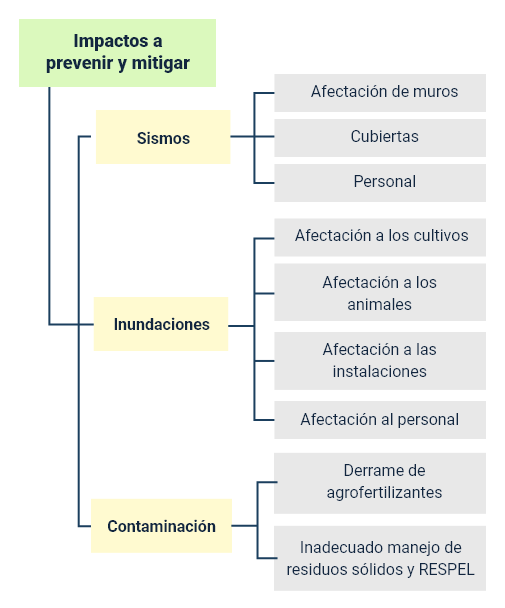 Impactos a
prevenir y mitigar
Sismos
Afectación de muros
Cubiertas
Personal
Inundaciones
Afectación a los cultivos
Afectación a los
animales
Afectación a las
instalaciones
Afectación al personal
Contaminación
Derrame de
agrofertilizantes
Inadecuado manejo de
residuos sólidos y RESPEL